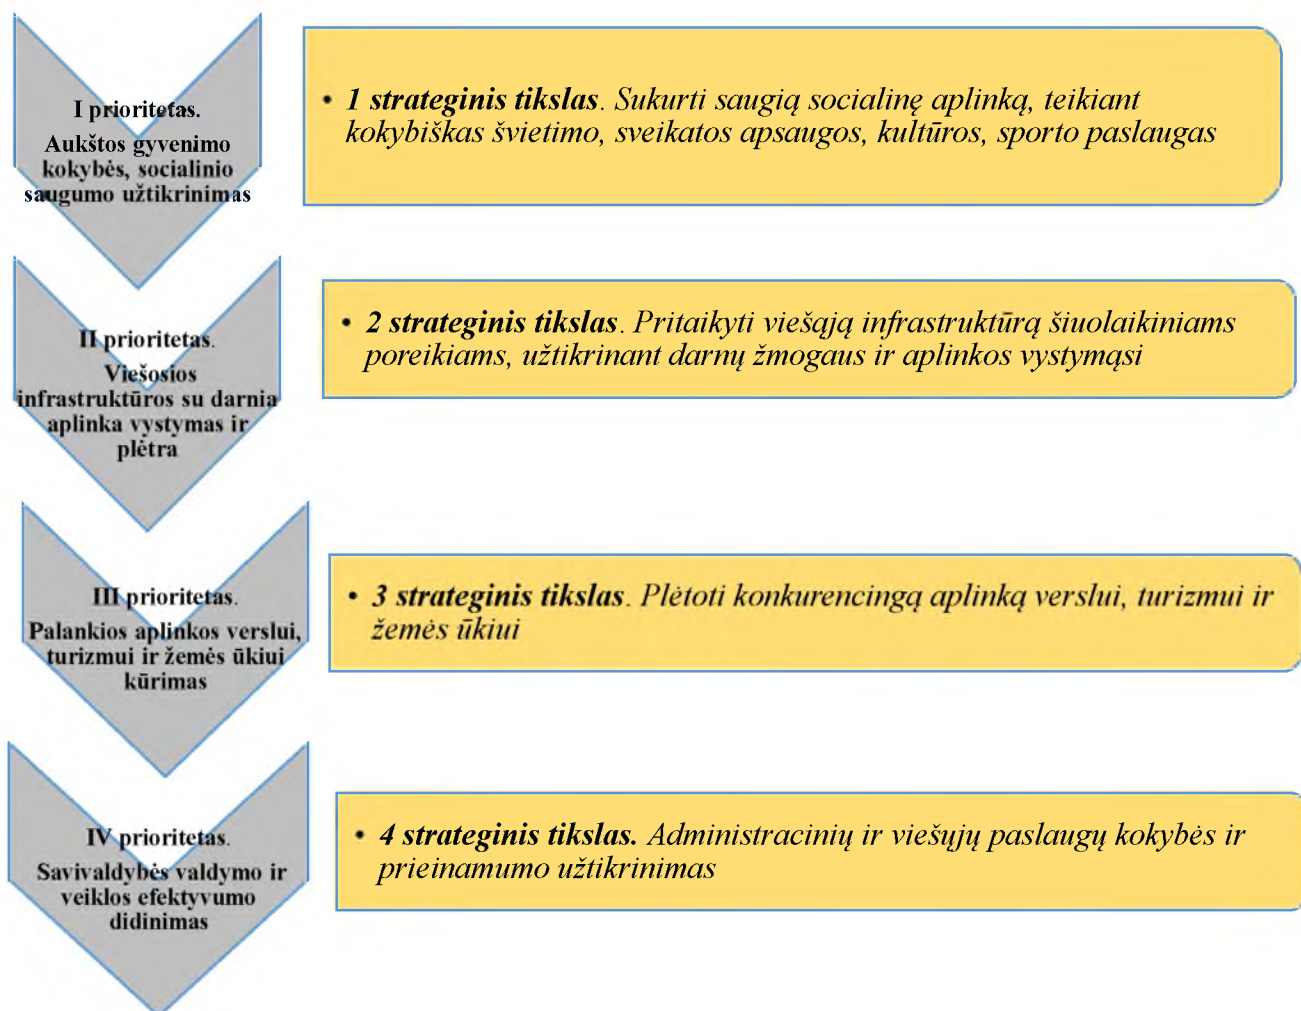 I prioritetas.
Aukštos gyvenimo
kokybės, socialinio
saugumo užtikrinimas
• 1 strateginis tikslas. Sukurti saugią socialinę aplinką, teikiant
kokybiškas švietimo, sveikatos apsaugos, kultūros, sporto paslaugas
II prioritetas.
Viešosios
infrastruktūros su darnia
aplinka vystymas ir
plėtra
• 2 strateginis tikslas. Pritaikyti viešąją infrastruktūrą šiuolaikiniams
poreikiams, užtikrinant darnų žmogaus ir aplinkos vystymąsi
III prioritetas.
Palankios aplinkos verslui,
turizmui ir žemės ūkiui
kūrimas
• 3 strateginis tikslas. Plėtoti konkurencingą aplinką verslui, turizmui ir
žemės ūkiui
IV prioritetas.
Savivaldybės valdymo ir
veiklos efektyvumo
didinimas
• 4 strateginis tikslas. Administracinių ir viešųjų paslaugų kokybės ir
prieinamumo užtikrinimas